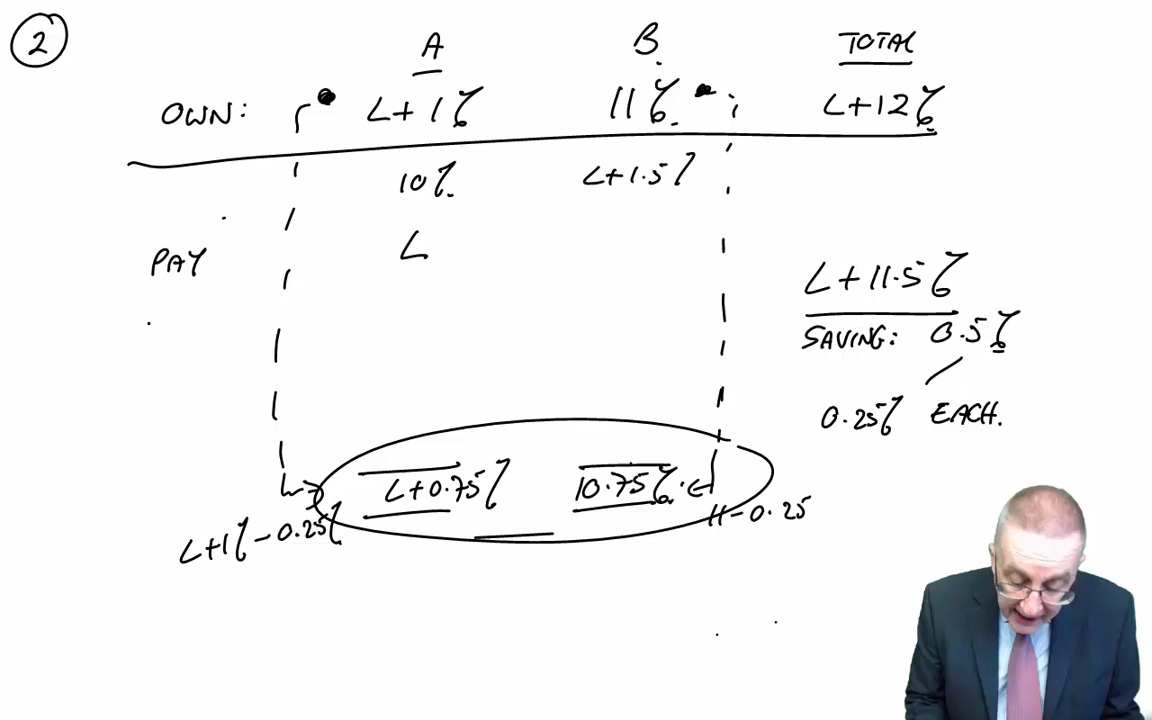 2
A B TOTAL
OWN: L+1% 11% L+12%
10% L+1.5%
PAY L
L+11.5%
SAVING: 0.5%
0.25% EACH.
L+0.75% 10.75%
L+1%-0.25% 11-0.25